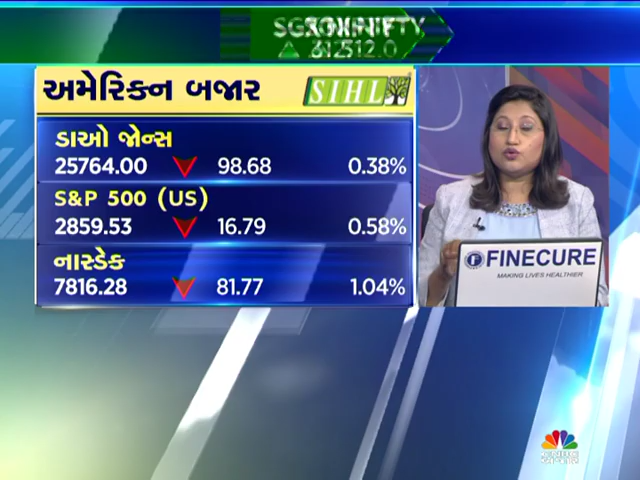 અમેરિકન બજાર
SIHL
ડાઓ જોન્સ
25764.00 98.68 0.38%
S&P 500 (US)
2859.53 16.79 0.58%
નાસ્ડેક
7816.28 81.77 1.04%
FINECURE
MAKING LIVES HEALTHIER
બજાર